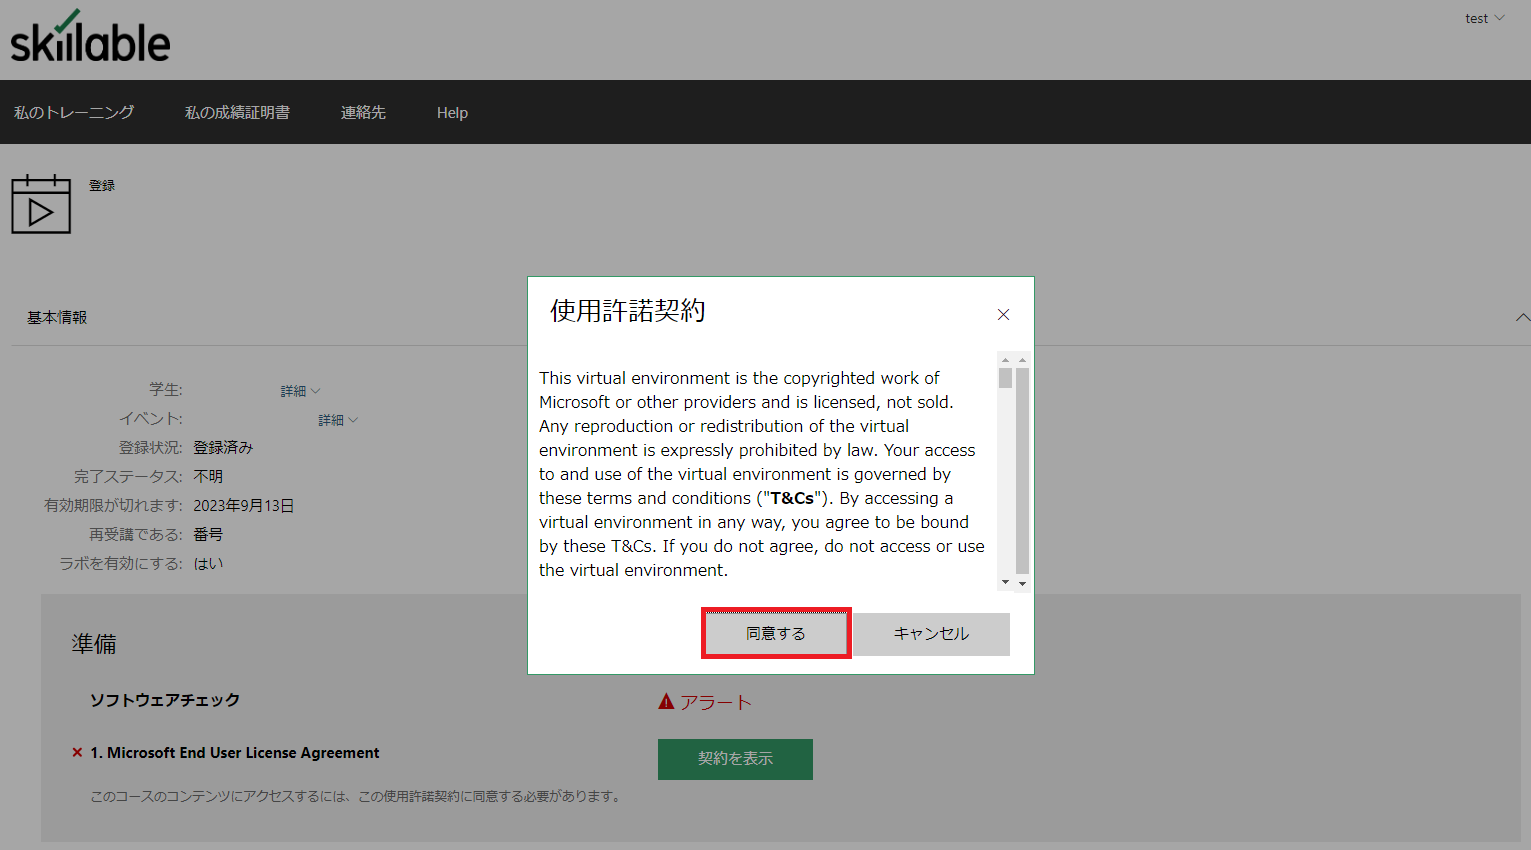 skillable
test
私のトレーニング 私の成績証明書 連絡先 Help
登録
基本情報
学生: 詳細
イベント: 詳細
登録状況: 登録済み
完了ステータス: 不明
有効期限が切れます: 2023年9月13日
再受講である: 番号
ラボを有効にする: はい
使用許諾契約
This virtual environment is the copyrighted work of
Microsoft or other providers and is licensed, not sold.
Any reproduction or redistribution of the virtual
environment is expressly prohibited by law. Your access
to and use of the virtual environment is governed by
these terms and conditions ("T&Cs"). By accessing a
virtual environment in any way, you agree to be bound
by these T&Cs. If you do not agree, do not access or use
the virtual environment.
同意する キャンセル
準備
ソフトウェアチェック アラート
1. Microsoft End User License Agreement 契約を表示
このコースのコンテンツにアクセスするには、この使用許諾契約に同意する必要があります。